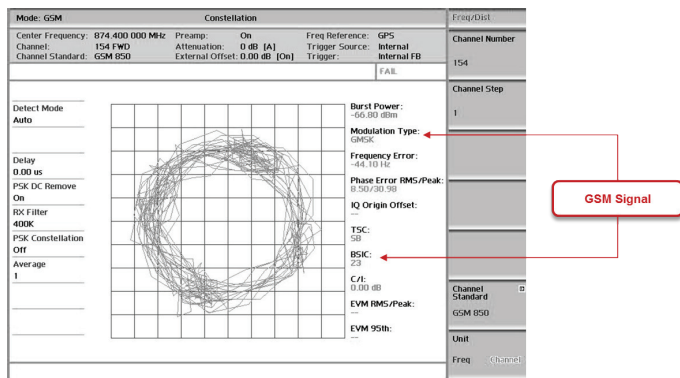 Mode: GSM Constellation Freq/Dist
Center Frequency: 874.400 000 MHz Preamp: On Freq Reference: GPS
Channel: 154 FWD Attenuation: 0 dB [A] Trigger Source: Internal
Channel Standard: GSM 850 External Offset: 0.00 dB [On] Trigger: Internal FB
FAIL
Detect Mode
Auto
Delay
0.00 us
PSK DC Remove
On
RX Filter
400K
PSK Constellation
Off
Average
1
Burst Power:
-66.80 dBm
Modulation Type:
GMSK
Frequency Error:
-44.10 Hz
Phase Error RMS/Peak:
8.50/30.98
IQ Origin Offset:
--
TSC:
SB
BSIC:
23
C/I:
0.00 dB
EVM RMS/Peak:
--
EVM 95th:
--
Channel Number
154
Channel Step
1
Channel
Standard
GSM 850
Unit
Freq Channel
GSM Signal